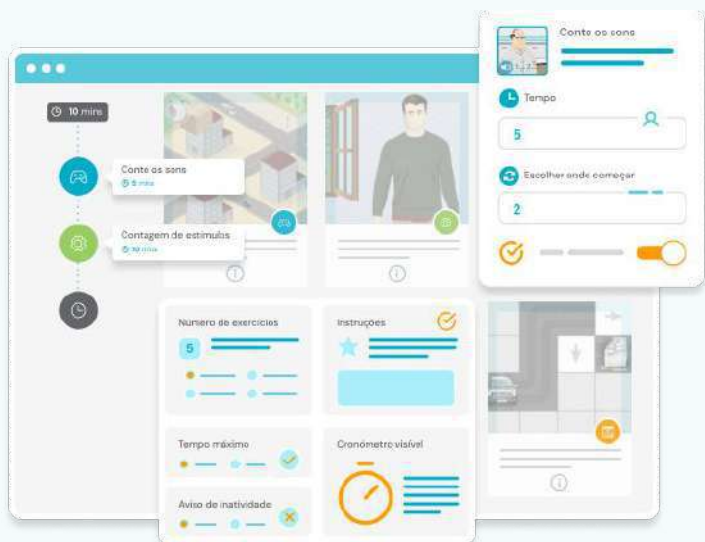 10 mins
Conte os sons
5 mins
Contagem de estímulos
10 mins
Conte os sons
Tempo
5
Escolher onde começar
2
Número de exercícios
5
Instruções
Tempo máximo
Cronómetro visível
Aviso de inatividade